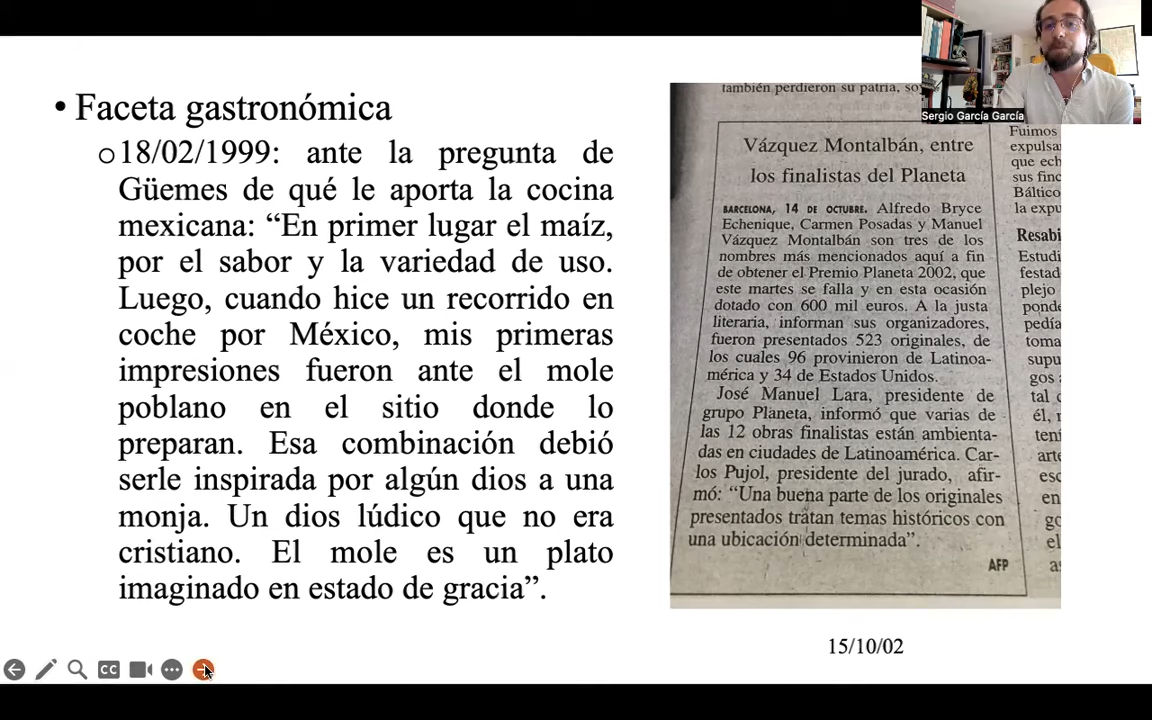 Sergio García García
• Faceta gastronómica
o18/02/1999: ante la pregunta de
Güemes de qué le aporta la cocina
mexicana: “En primer lugar el maíz,
por el sabor y la variedad de uso.
Luego, cuando hice un recorrido en
coche por México, mis primeras
impresiones fueron ante el mole
poblano en el sitio donde lo
preparan. Esa combinación debió
serle inspirada por algún dios a una
monja. Un dios lúdico que no era
cristiano. El mole es un plato
imaginado en estado de gracia”.
también perdieron su patria,
Vázquez Montalbán, entre
los finalistas del Planeta
BARCELONA, 14 DE OCTUBRE. Alfredo Bryce
Echenique, Carmen Posadas y Manuel
Vázquez Montalbán son tres de los
nombres más mencionados aquí a fin
de obtener el Premio Planeta 2002, que
este martes se falla y en esta ocasión
dotado con 600 mil euros. A la justa
literaria, informan sus organizadores,
fueron presentados 523 originales, de
los cuales 96 provinieron de Latinoa-
mérica y 34 de Estados Unidos.
José Manuel Lara, presidente de
grupo Planeta, informó que varias de
las 12 obras finalistas están ambienta-
das en ciudades de Latinoamérica. Car-
los Pujol, presidente del jurado, afir-
mó: “Una buena parte de los originales
presentados tratan temas históricos con
una ubicación determinada”.
AFP
Fuimos
expulsa
que ech
sus fin
Báltico
la expu
Resabi
Estudi
festad
plejo
ponde
pedía
toma
supu
gos
tal
él,
tení
arte
en
el
15/10/02
CC